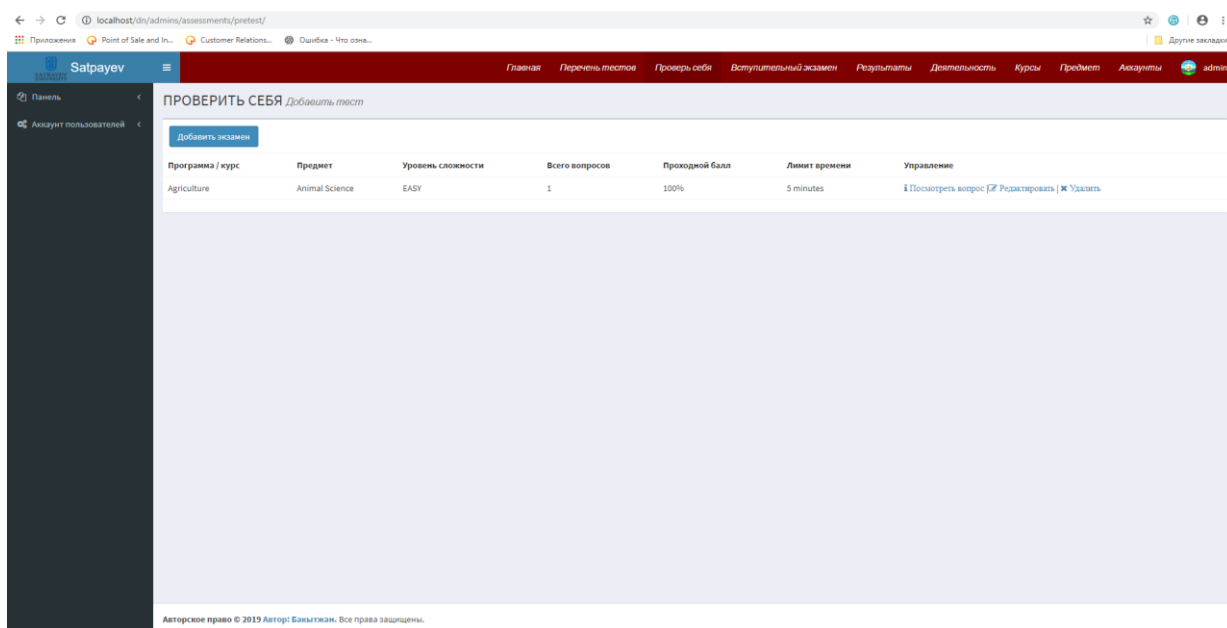 localhost/dn/admins/assessments/pretest/
Приложения Point of Sale and In... Customer Relations... Ошибка - Что озна... Другие закладки
Satpayev Главная Перечень тестов Проверь себя Вступительный экзамен Результаты Деятельность Курсы Предмет Аккаунты admin
Панель
Аккаунт пользователей
ПРОВЕРИТЬ СЕБЯ Добавить тест
Добавить экзамен
Программа / курс Предмет Уровень сложности Всего вопросов Проходной балл Лимит времени Управление
Agriculture Animal Science EASY 1 100% 5 minutes Посмотреть вопрос | Редактировать | Удалить
Авторское право © 2019 Автор: Бакытжан. Все права защищены.